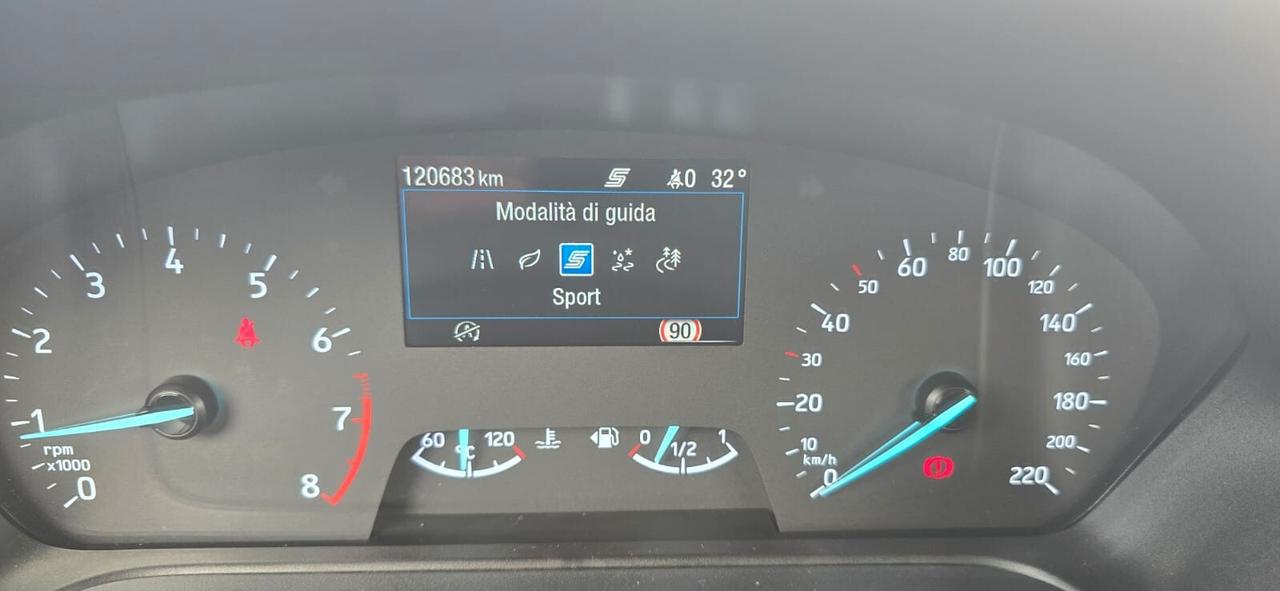 120683 km 0 32°
Modalità di guida
Sport
90
0 1 2 3 4 5 6 7 8
rpm
x1000
60 120
°C
0 1/2 1
0 10 20 30 40 50 60 80 100 120 140 160 180 200 220
km/h